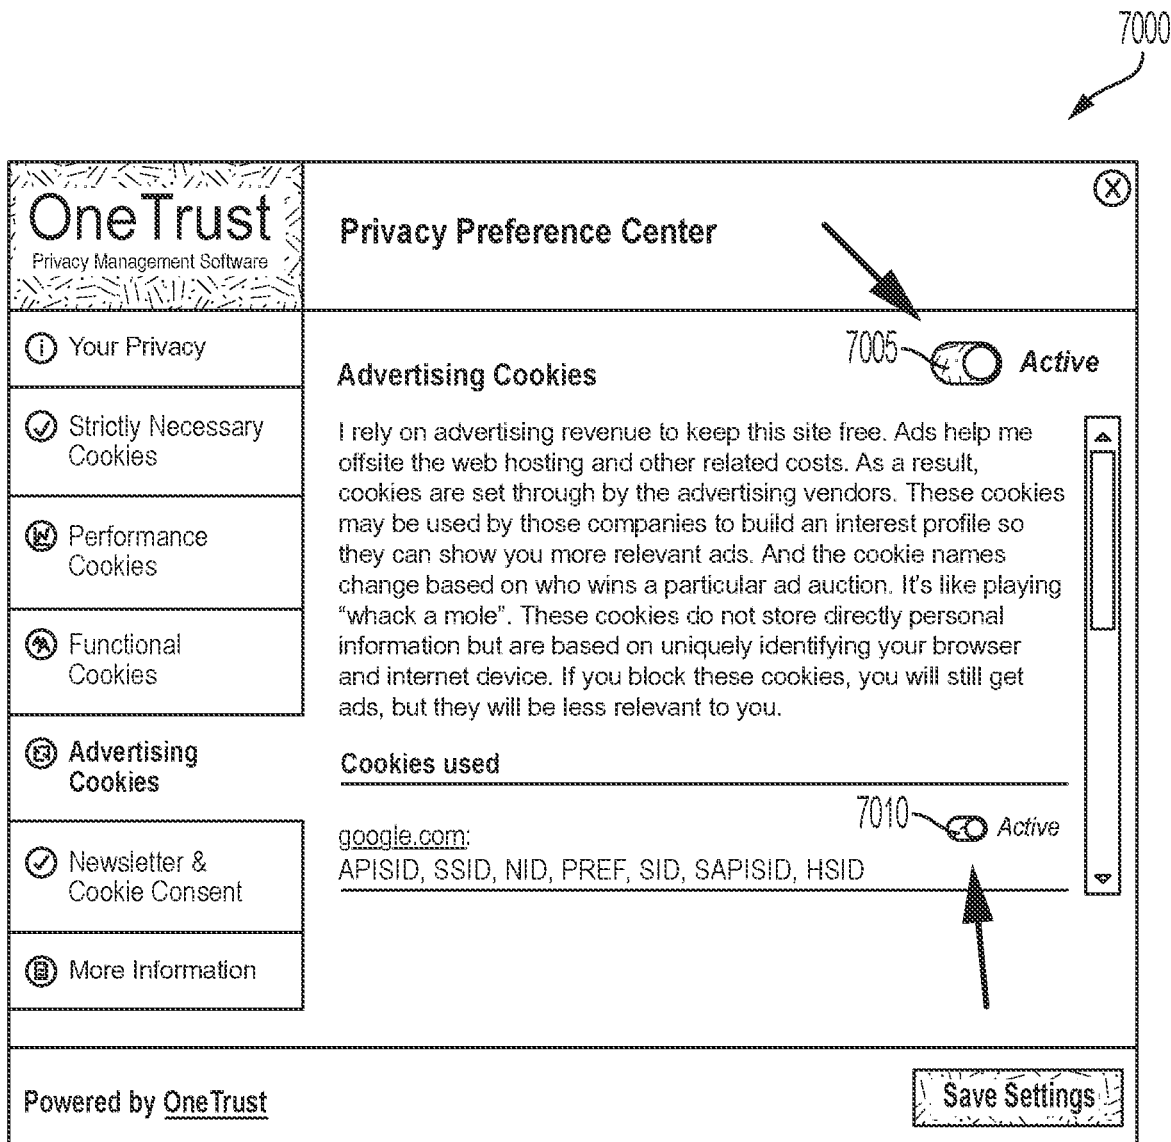 7000
OneTrust
Privacy Management Software
Privacy Preference Center
Your Privacy
Strictly Necessary
Cookies
Performance
Cookies
Functional
Cookies
Advertising
Cookies
Newsletter &
Cookie Consent
More Information
7005
Active
Advertising Cookies
I rely on advertising revenue to keep this site free. Ads help me
offsite the web hosting and other related costs. As a result,
cookies are set through by the advertising vendors. These cookies
may be used by those companies to build an interest profile so
they can show you more relevant ads. And the cookie names
change based on who wins a particular ad auction. It's like playing
“whack a mole”. These cookies do not store directly personal
information but are based on uniquely identifying your browser
and internet device. If you block these cookies, you will still get
ads, but they will be less relevant to you.
Cookies used
7010
Active
google.com:
APISID, SSID, NID, PREF, SID, SAPISID, HSID
Powered by OneTrust
Save Settings